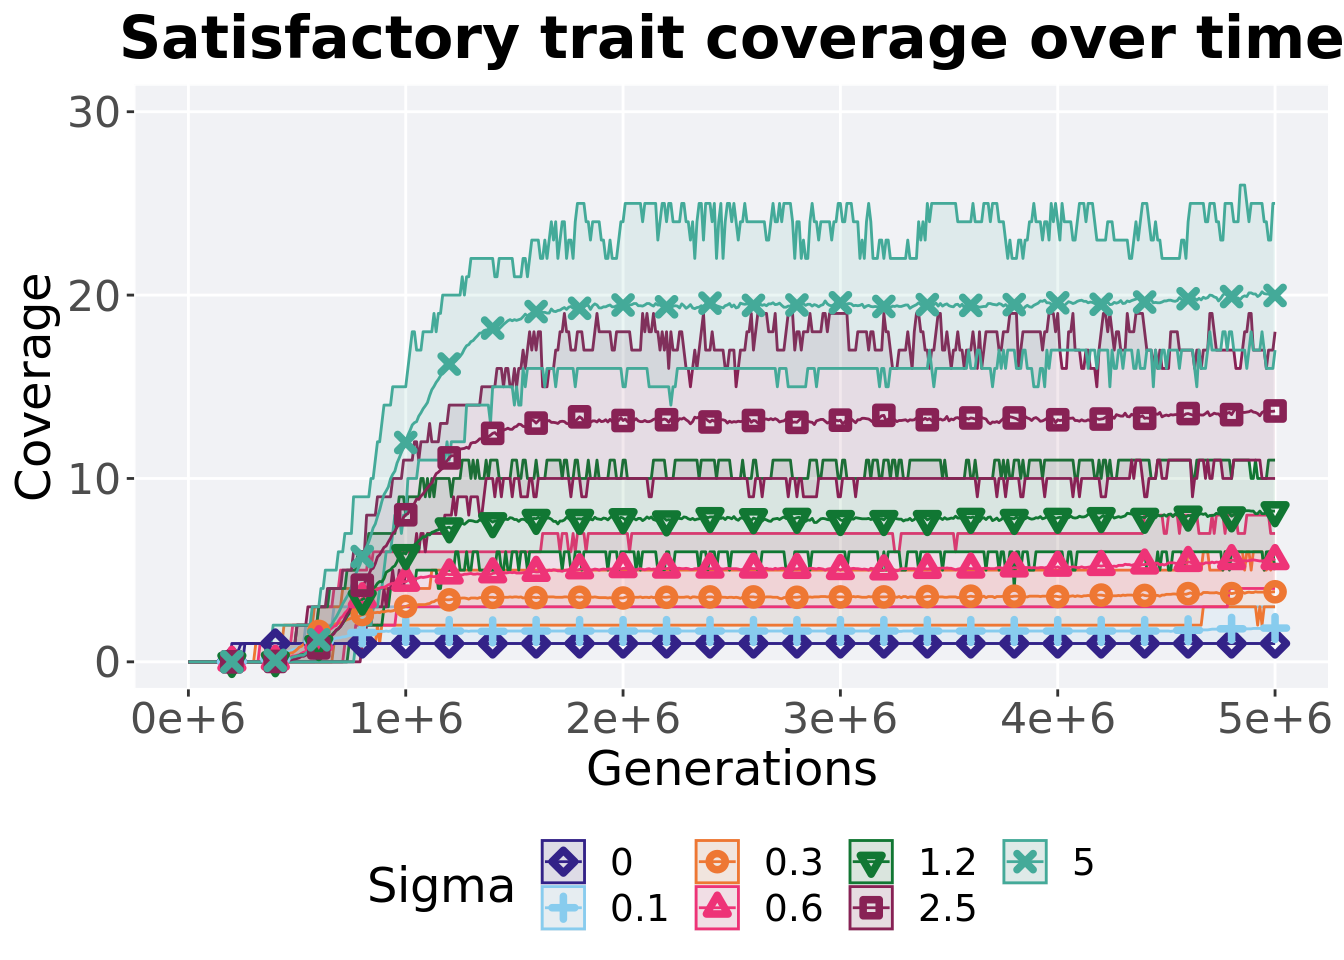 Satisfactory trait coverage over time
30
20
10
0
Coverage
0e+6 1e+6 2e+6 3e+6 4e+6 5e+6
Generations
Sigma
0 0.3 1.2 5
0.1 0.6 2.5